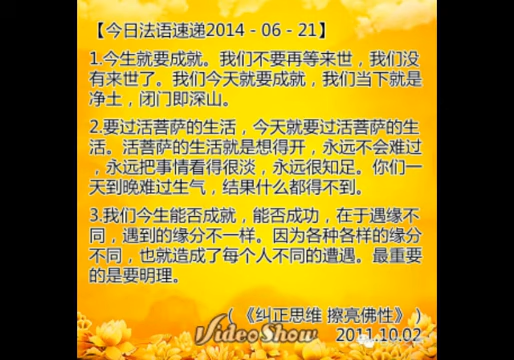 【今日法语速递2014－06－21】
1.今生就要成就。我们不要再等来世，我们没
有来世了。我们今天就要成就，我们当下就是
净土，闭门即深山。
2.要过活菩萨的生活，今天就要过活菩萨的生
活。活菩萨的生活就是想得开，永远不会难过
，永远把事情看得很淡，永远很知足。你们一
天到晚难过生气，结果什么都得不到。
3.我们今生能否成就，能否成功，在于遇缘不
同，遇到的缘分不一样。因为各种各样的缘分
不同，也就造成了每个人不同的遭遇。最重要
的是要明理。
（《纠正思维 擦亮佛性》）
VideoShow
2011.10.02